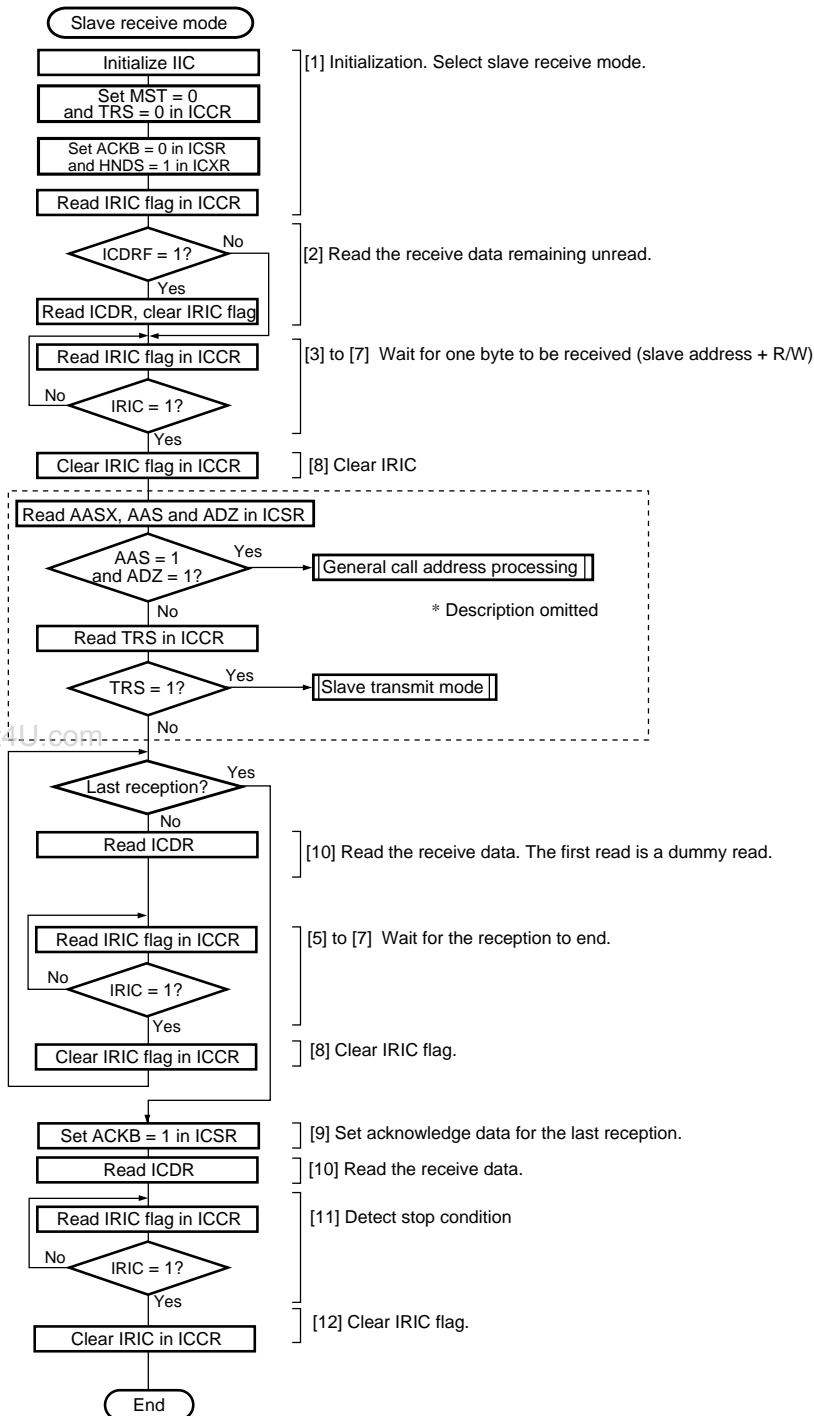 Slave receive mode
Initialize IIC
[1] Initialization. Select slave receive mode.
Set MST = 0
and TRS = 0 in ICCR
Set ACKB = 0 in ICSR
and HNDS = 1 in ICXR
Read IRIC flag in ICCR
ICDRF = 1?
No
[2] Read the receive data remaining unread.
Yes
Read ICDR, clear IRIC flag
Read IRIC flag in ICCR
[3] to [7] Wait for one byte to be received (slave address + R/W)
No
IRIC = 1?
Yes
Clear IRIC flag in ICCR
[8] Clear IRIC
Read AASX, AAS and ADZ in ICSR
AAS = 1
and ADZ = 1?
Yes
General call address processing
No
* Description omitted
Read TRS in ICCR
TRS = 1?
Yes
Slave transmit mode
No
4U.com
Last reception?
Yes
No
Read ICDR
[10] Read the receive data. The first read is a dummy read.
Read IRIC flag in ICCR
[5] to [7] Wait for the reception to end.
No
IRIC = 1?
Yes
Clear IRIC flag in ICCR
[8] Clear IRIC flag.
Set ACKB = 1 in ICSR
[9] Set acknowledge data for the last reception.
Read ICDR
[10] Read the receive data.
Read IRIC flag in ICCR
[11] Detect stop condition
No
IRIC = 1?
Yes
Clear IRIC in ICCR
[12] Clear IRIC flag.
End